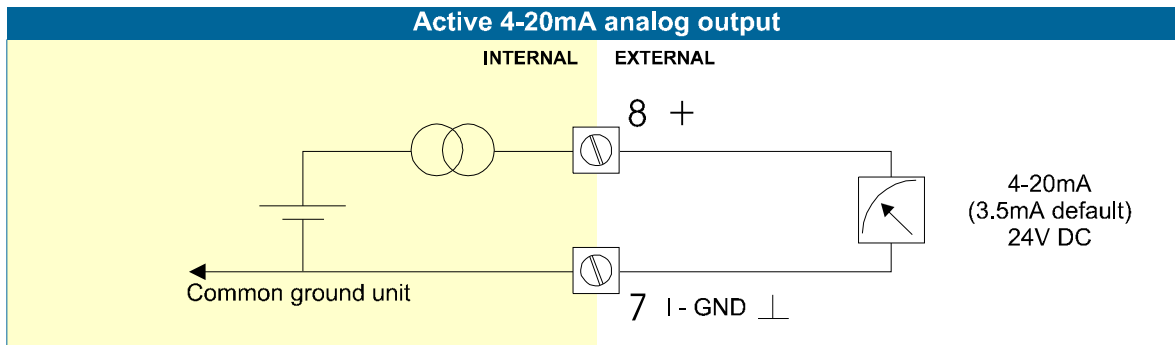 Active 4-20mA analog output
INTERNAL EXTERNAL
8 +
4-20mA
(3.5mA default)
24V DC
Common ground unit
7 I - GND ⊥